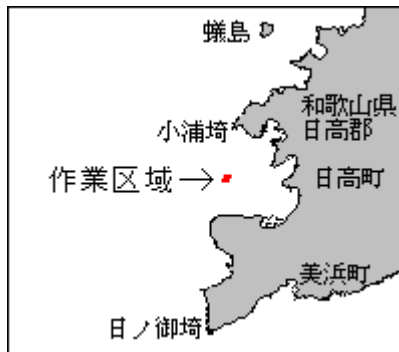 蟻島
和歌山県
日高郡
小浦埼
作業区域→
日高町
美浜町
日ノ御埼